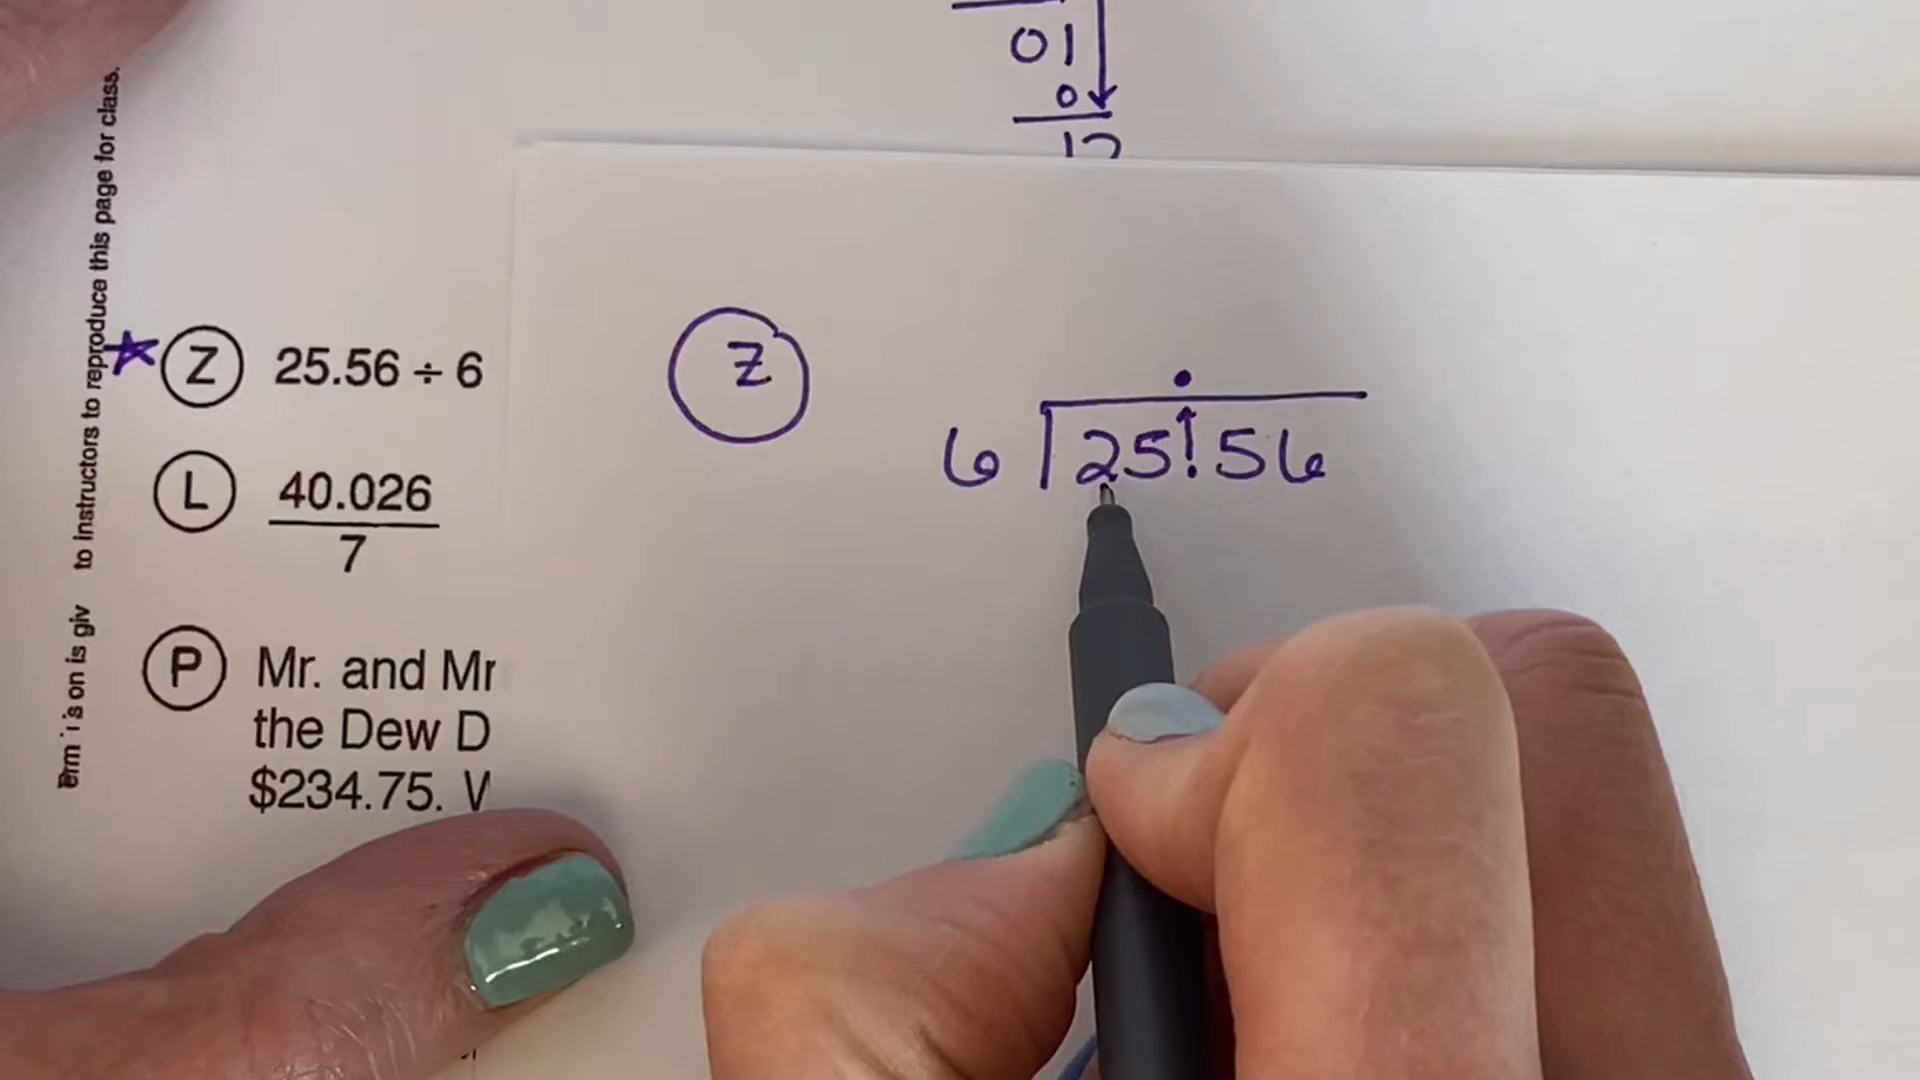 01
0
to instructors to reproduce this page for class.
Z 25.56 ÷ 6
L 40.026
7
P Mr. and Mr
the Dew D
$234.75. V
Z
6 25.56